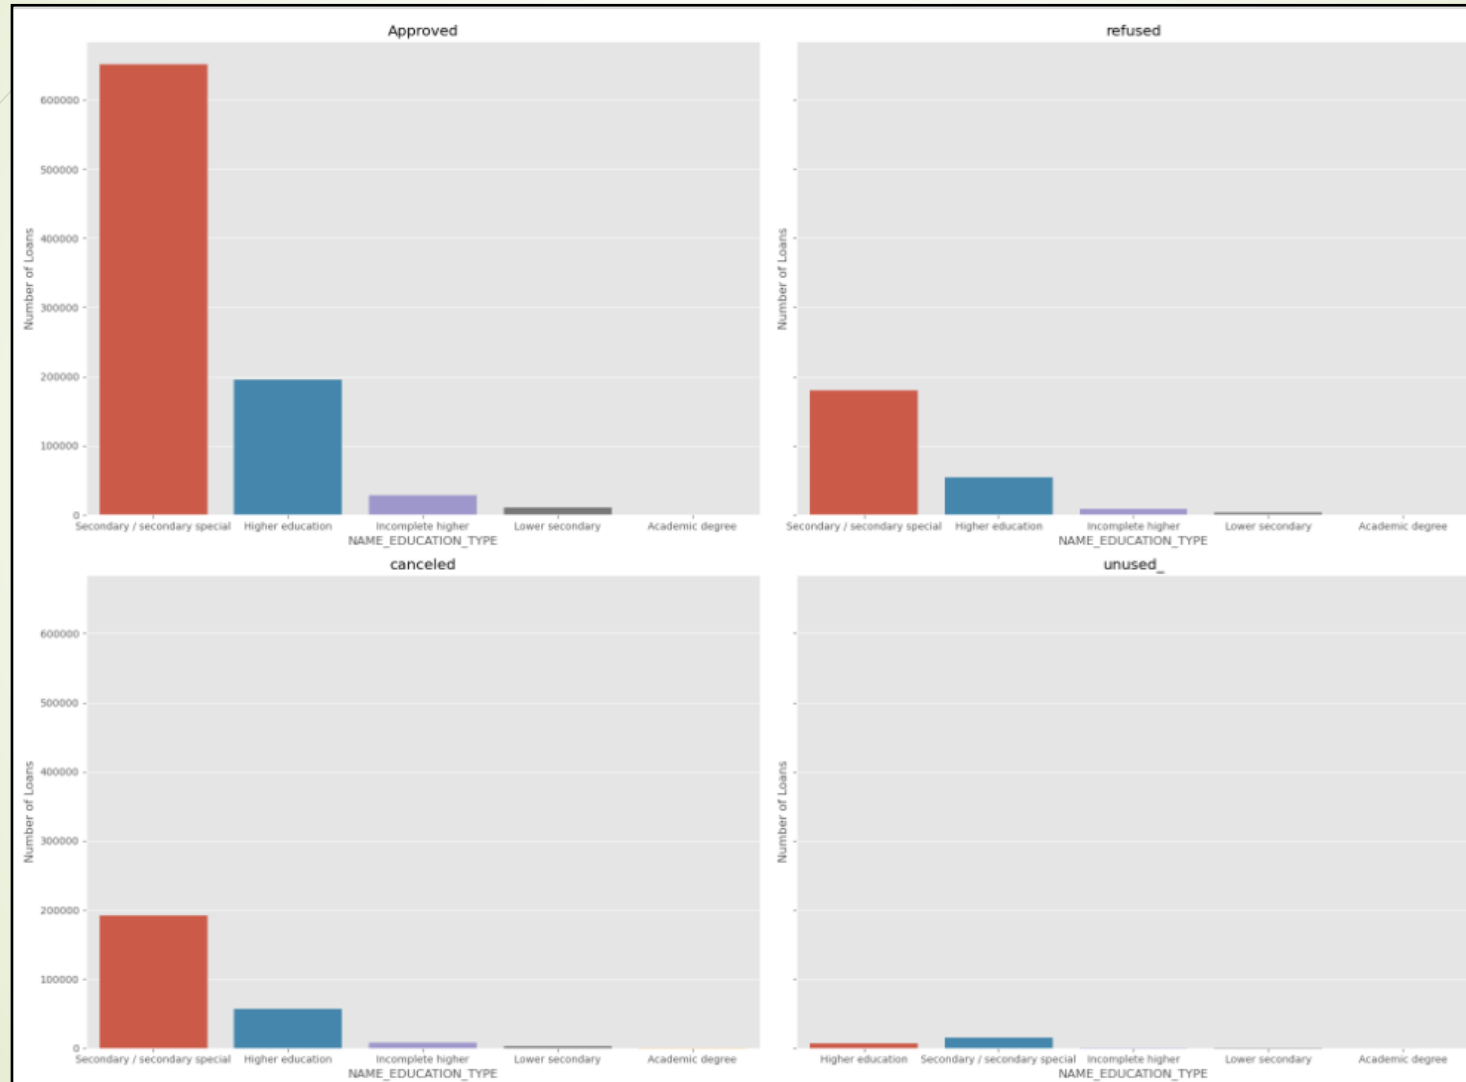 Approved
Number of Loans
600000
500000
400000
300000
200000
100000
0
Secondary / secondary special Higher education Incomplete higher Lower secondary Academic degree
NAME_EDUCATION_TYPE
refused
Number of Loans
Secondary / secondary special Higher education Incomplete higher Lower secondary Academic degree
NAME_EDUCATION_TYPE
canceled
Number of Loans
600000
500000
400000
300000
200000
100000
0
Secondary / secondary special Higher education Incomplete higher Lower secondary Academic degree
NAME_EDUCATION_TYPE
unused_
Number of Loans
Higher education Secondary / secondary special Incomplete higher Lower secondary Academic degree
NAME_EDUCATION_TYPE